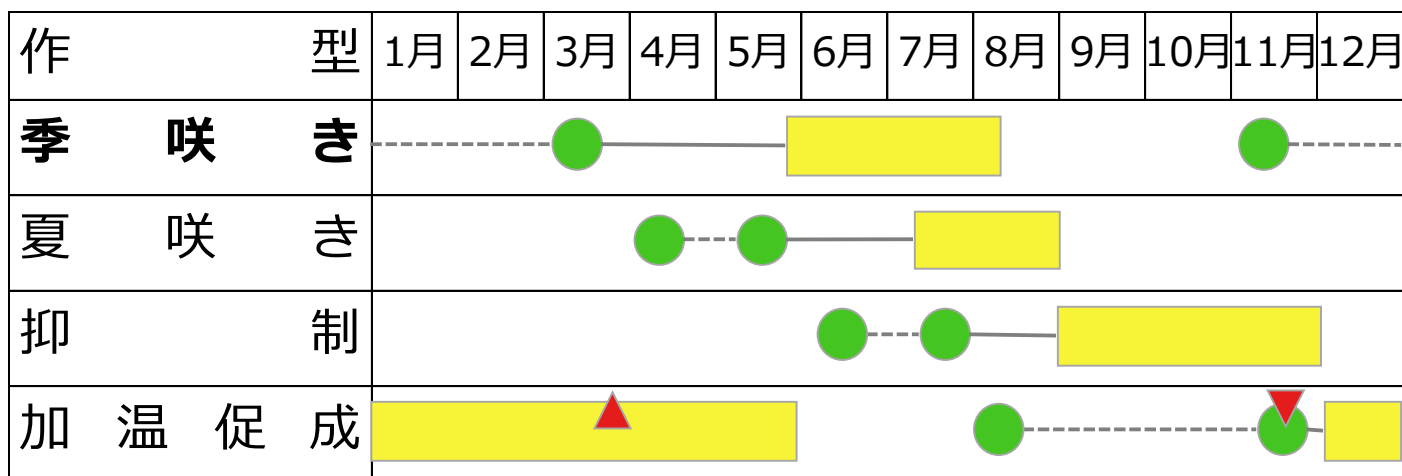 作型 1月 2月 3月 4月 5月 6月 7月 8月 9月 10月 11月 12月
季咲き
夏咲き
抑制
加温促成